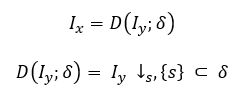 I_x = D(I_y; δ)
D(I_y; δ) = I_y ↓_s, {s} ⊂ δ